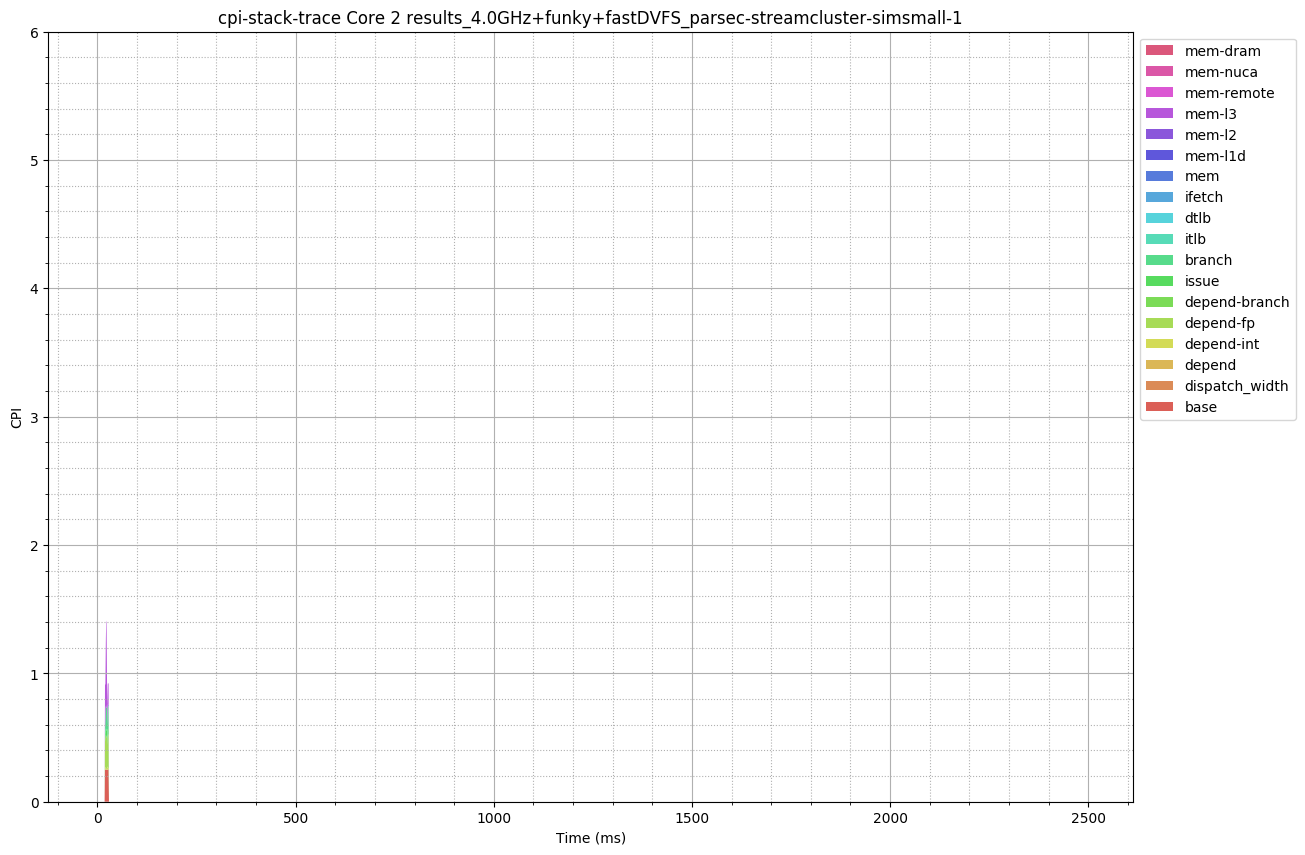 cpi-stack-trace Core 2 results_4.0GHz+funky+fastDVFS_parsec-streamcluster-simsmall-1
6
5
4
3
2
1
0
CPI
0 500 1000 1500 2000 2500
Time (ms)
mem-dram
mem-nuca
mem-remote
mem-l3
mem-l2
mem-l1d
mem
ifetch
dtlb
itlb
branch
issue
depend-branch
depend-fp
depend-int
depend
dispatch_width
base